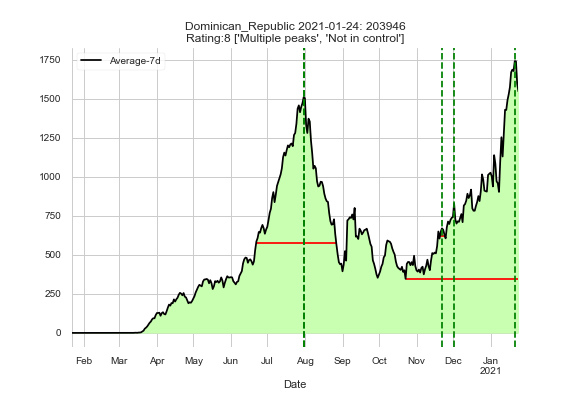 Dominican_Republic 2021-01-24: 203946
Rating:8 ['Multiple peaks', 'Not in control']
Average-7d
1750
1500
1250
1000
750
500
250
0
Feb Mar Apr May Jun Jul Aug Sep Oct Nov Dec Jan
2021
Date